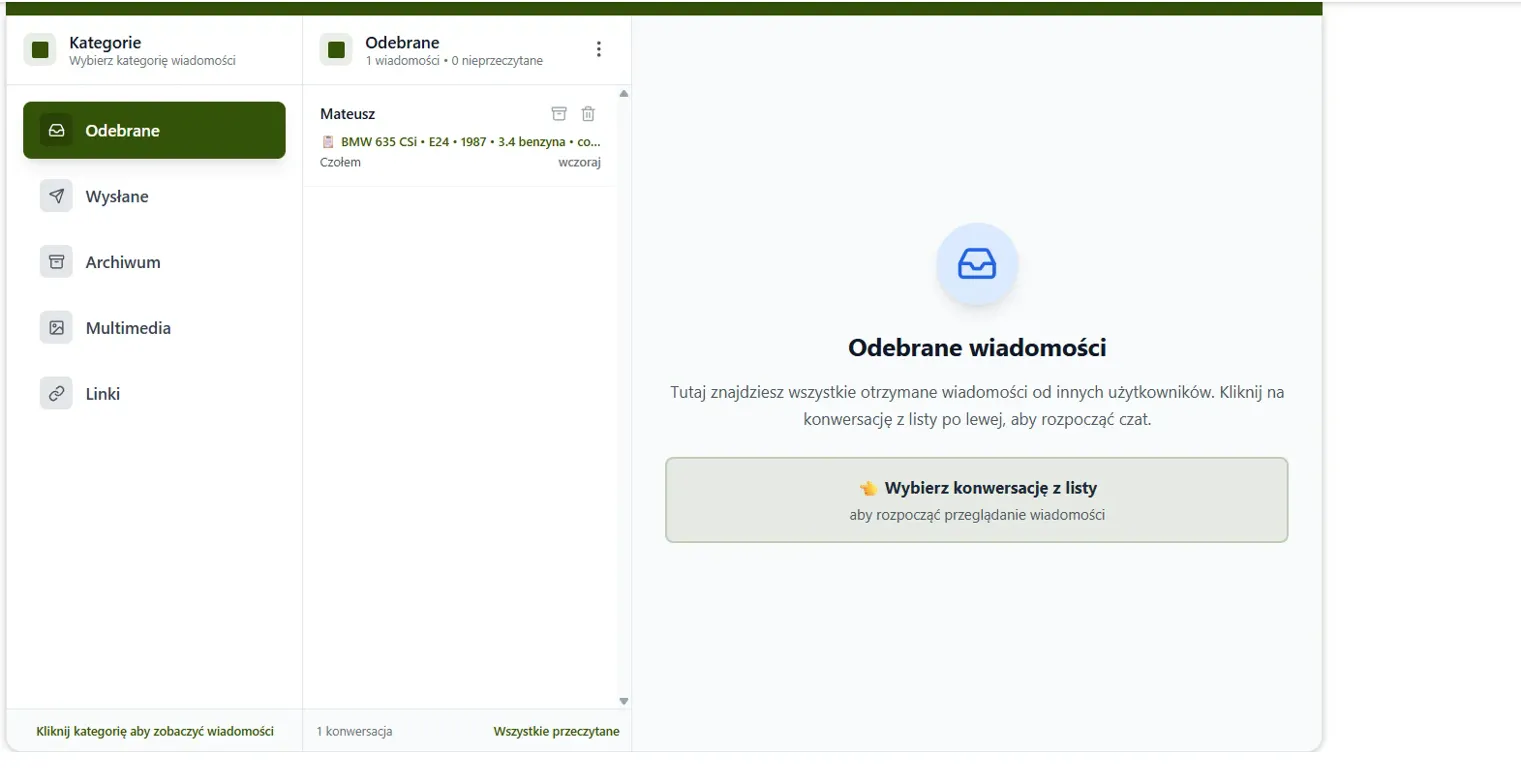 Kategorie
Wybierz kategorię wiadomości
Odebrane
Wysłane
Archiwum
Multimedia
Linki
Kliknij kategorię aby zobaczyć wiadomości
Odebrane
1 wiadomości • 0 nieprzeczytane
Mateusz
BMW 635 CSi • E24 • 1987 • 3.4 benzyna • co...
Czołem wczoraj
1 konwersacja Wszystkie przeczytane
Odebrane wiadomości
Tutaj znajdziesz wszystkie otrzymane wiadomości od innych użytkowników. Kliknij na
konwersację z listy po lewej, aby rozpocząć czat.
👈 Wybierz konwersację z listy
aby rozpocząć przeglądanie wiadomości